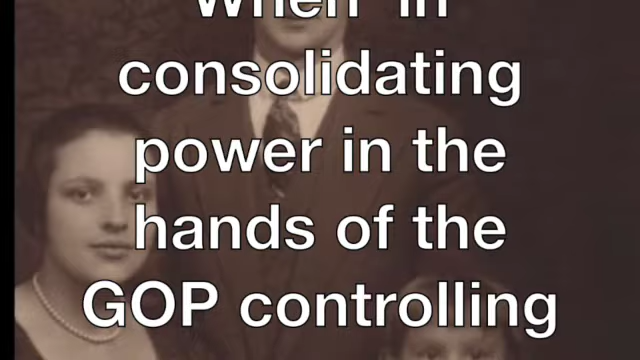 When in
consolidating
power in the
hands of the
GOP controlling